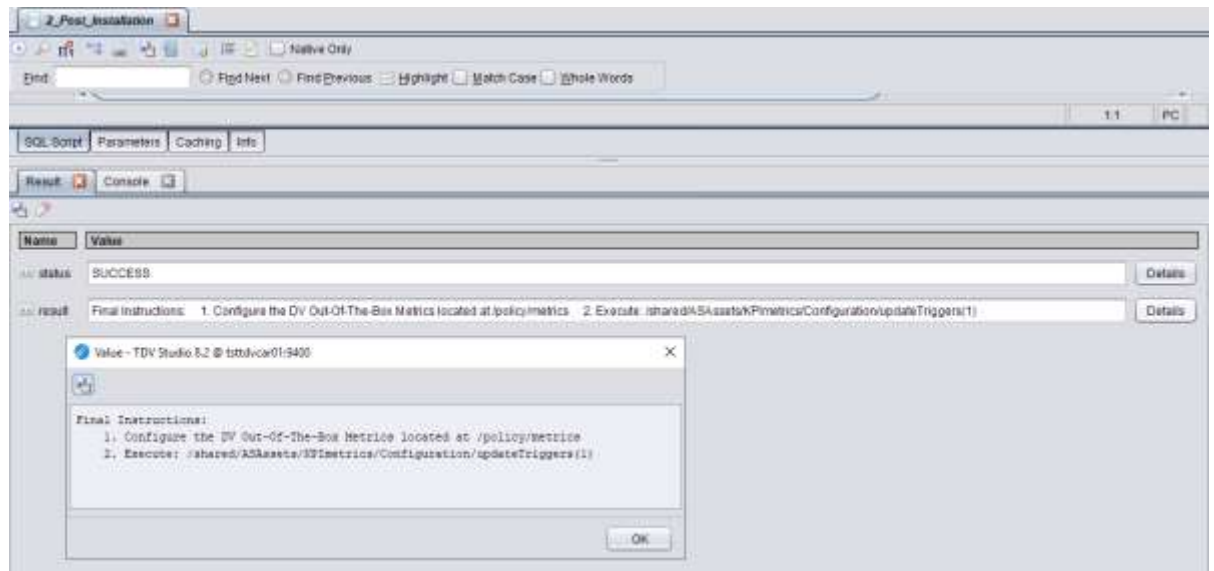 2_Post_Installation
Native Only
Find: Find Next Find Previous Highlight Match Case Whole Words
1:1 PC
SQL Script Parameters Caching Info
Result Console
Name Value
status SUCCESS Details
result Final Instructions: 1. Configure the DV Out-Of-The-Box Metrics located at /policy/metrics 2. Execute: /shared/ASAssets/KPImetrics/Configuration/updateTriggers(1) Details
Value - TDV Studio 8.2 @ tsttdvcar01:9400
Final Instructions:
1. Configure the DV Out-Of-The-Box Metrics located at /policy/metrics
2. Execute: /shared/ASAssets/KPImetrics/Configuration/updateTriggers(1)
OK